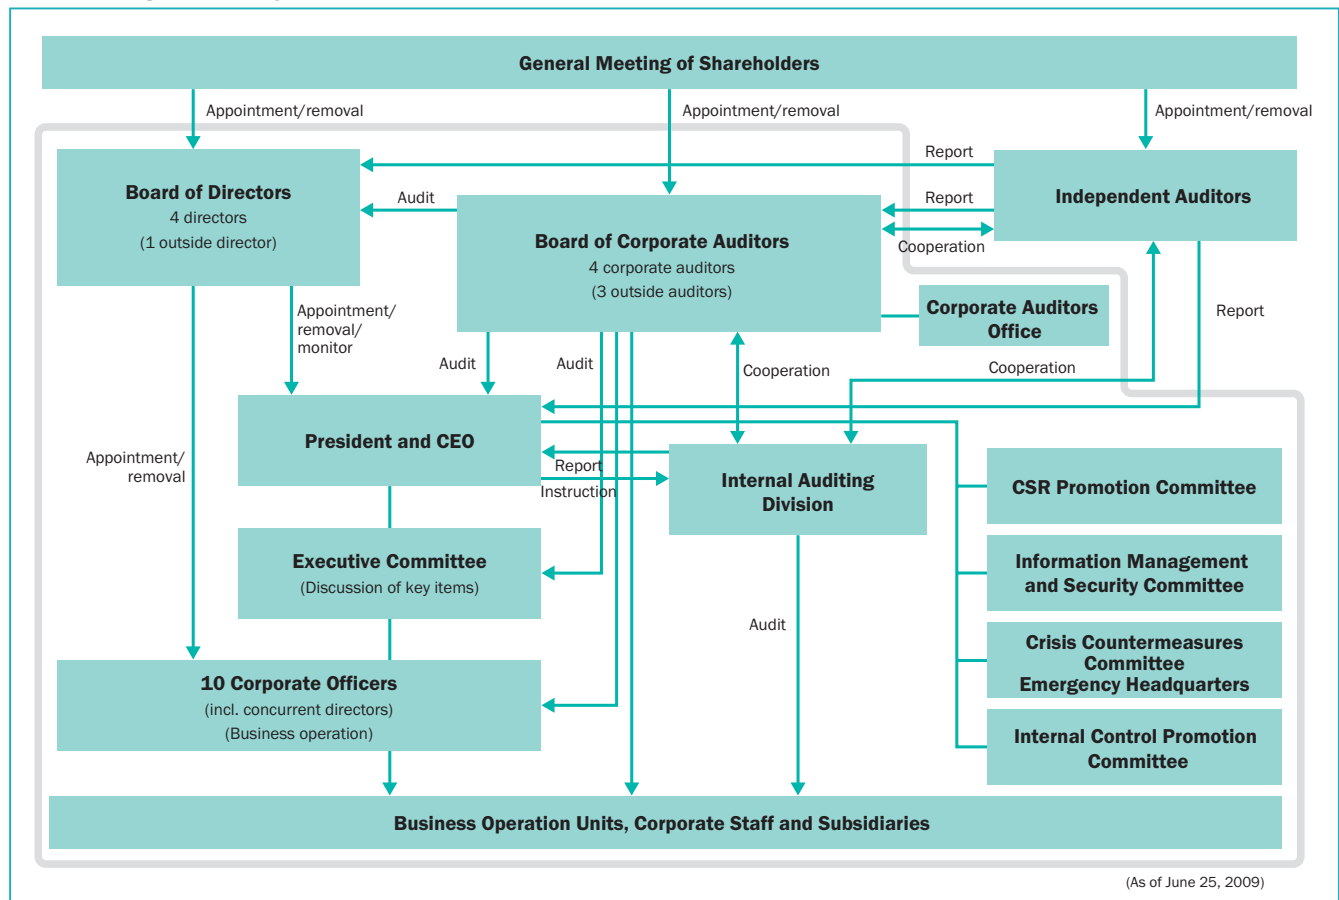 General Meeting of Shareholders
Appointment/removal
Appointment/removal
Appointment/removal
Board of Directors
4 directors
(1 outside director)
Audit
Board of Corporate Auditors
4 corporate auditors
(3 outside auditors)
Report
Report
Cooperation
Independent Auditors
Corporate Auditors
Office
Report
Appointment/
removal/
monitor
Audit
Audit
Cooperation
Cooperation
President and CEO
Appointment/
removal
Report
Instruction
Internal Auditing
Division
CSR Promotion Committee
Executive Committee
(Discussion of key items)
Information Management
and Security Committee
Audit
Crisis Countermeasures
Committee
Emergency Headquarters
10 Corporate Officers
(incl. concurrent directors)
(Business operation)
Internal Control Promotion
Committee
Business Operation Units, Corporate Staff and Subsidiaries
(As of June 25, 2009)